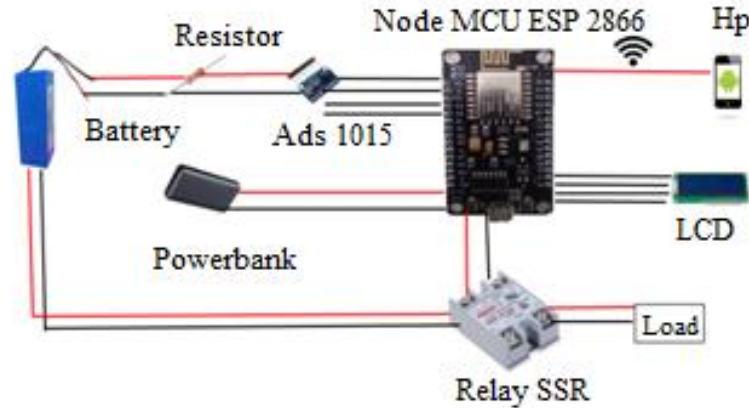 Resistor
Node MCU ESP 2866
Hp
Battery
Ads 1015
LCD
Powerbank
Load
Relay SSR